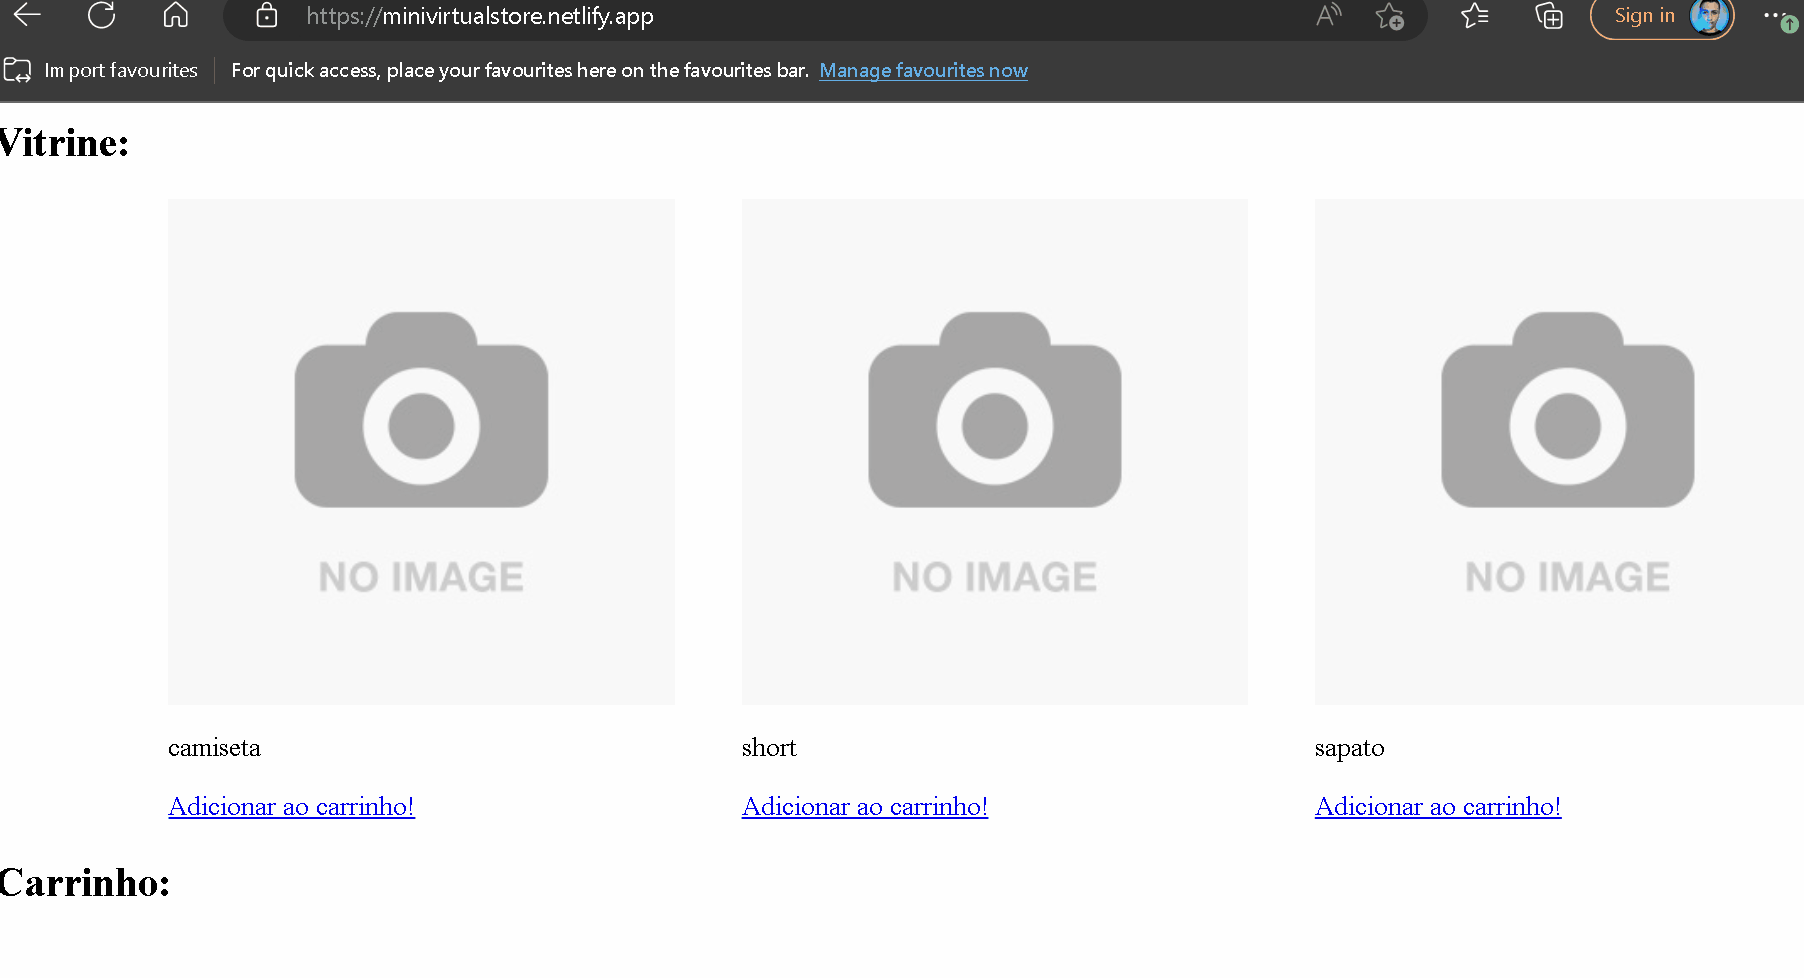 https://minivirtualstore.netlify.app
Sign in
Import favourites
For quick access, place your favourites here on the favourites bar. Manage favourites now
Vitrine:
NO IMAGE NO IMAGE NO IMAGE
camiseta short sapato
Adicionar ao carrinho! Adicionar ao carrinho! Adicionar ao carrinho!
Carrinho: